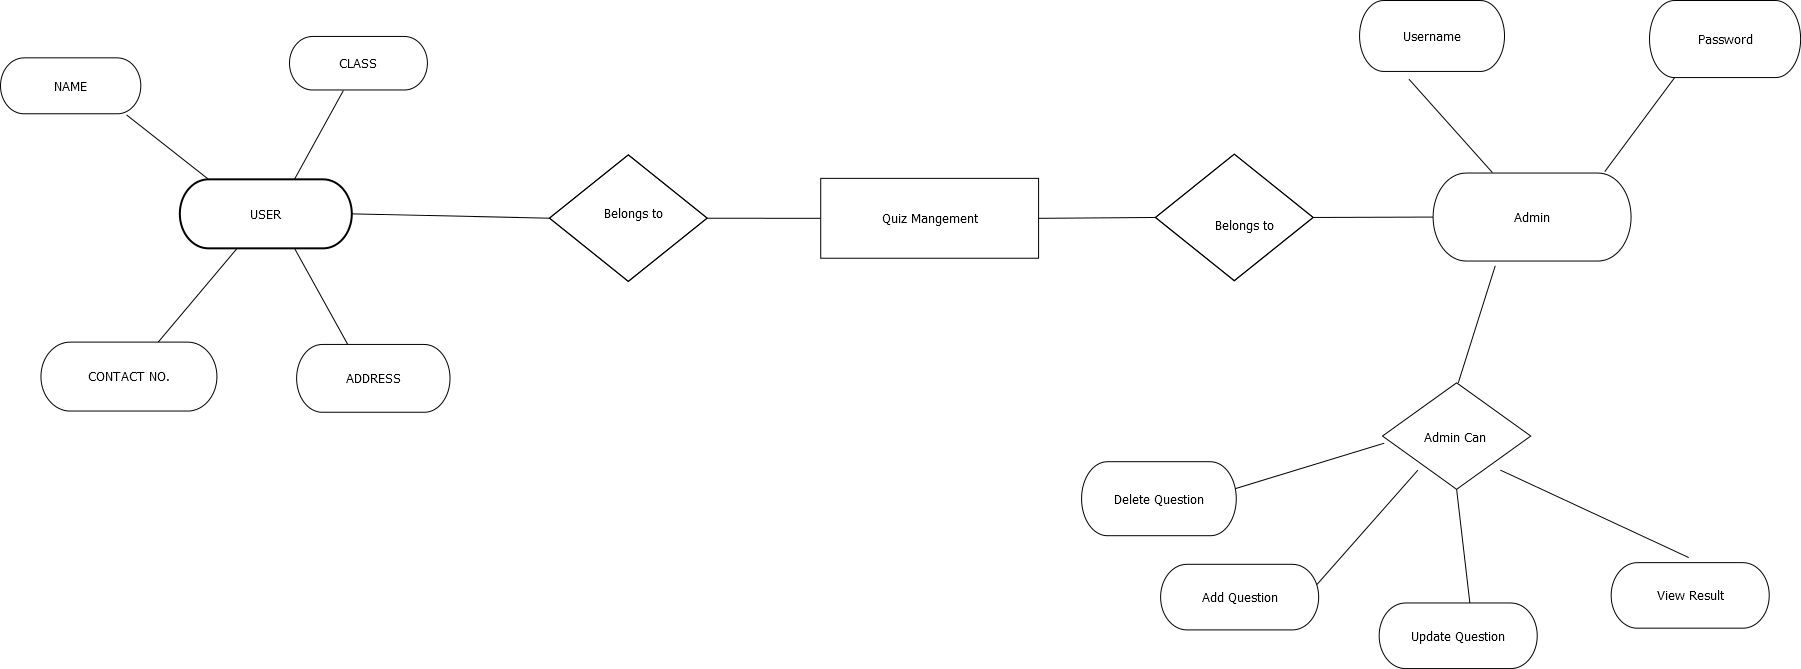 Username
Password
CLASS
NAME
USER
Belongs to
Quiz Mangement
Belongs to
Admin
CONTACT NO.
ADDRESS
Admin Can
Delete Question
Add Question
Update Question
View Result